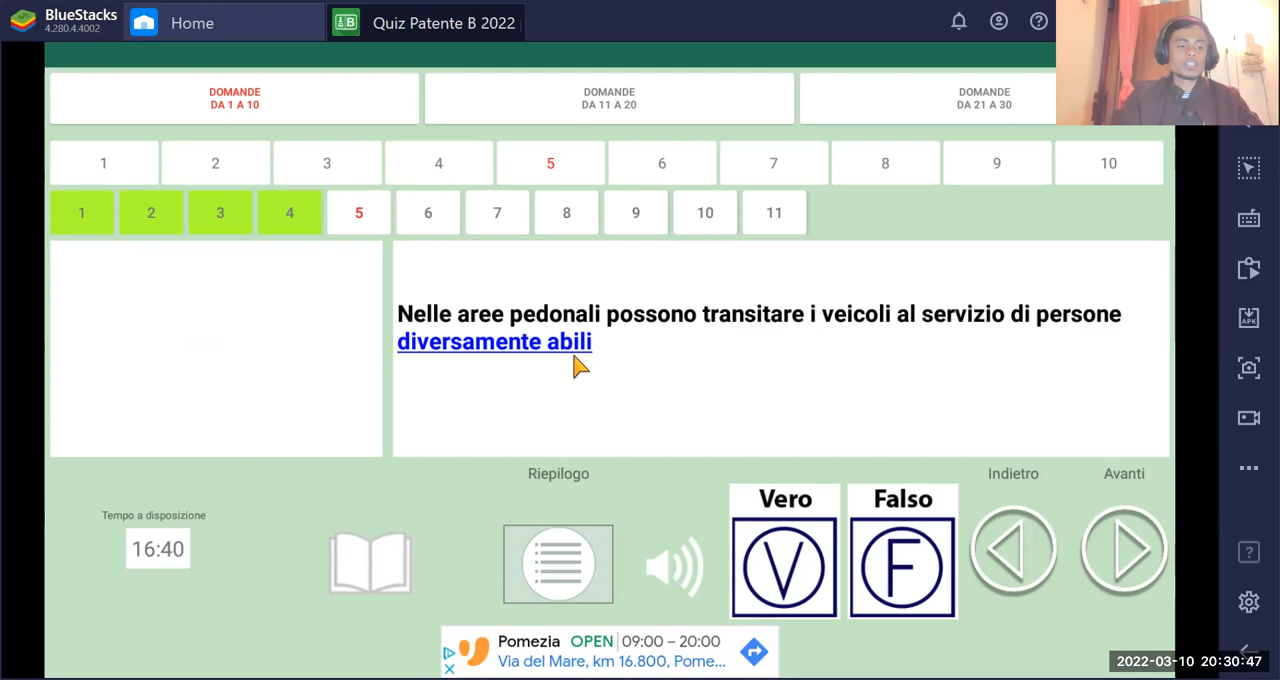 BlueStacks
4.280.4.4002
Home
Quiz Patente B 2022
DOMANDE
DA 1 A 10
DOMANDE
DA 11 A 20
DOMANDE
DA 21 A 30
1 2 3 4 5 6 7 8 9 10
1 2 3 4 5 6 7 8 9 10 11
Nelle aree pedonali possono transitare i veicoli al servizio di persone
diversamente abili
Riepilogo
Indietro
Avanti
Vero
Falso
V
F
Tempo a disposizione
16:40
Pomezia OPEN 09:00 – 20:00
Via del Mare, km 16.800, Pome...
2022-03-10 20:30:47